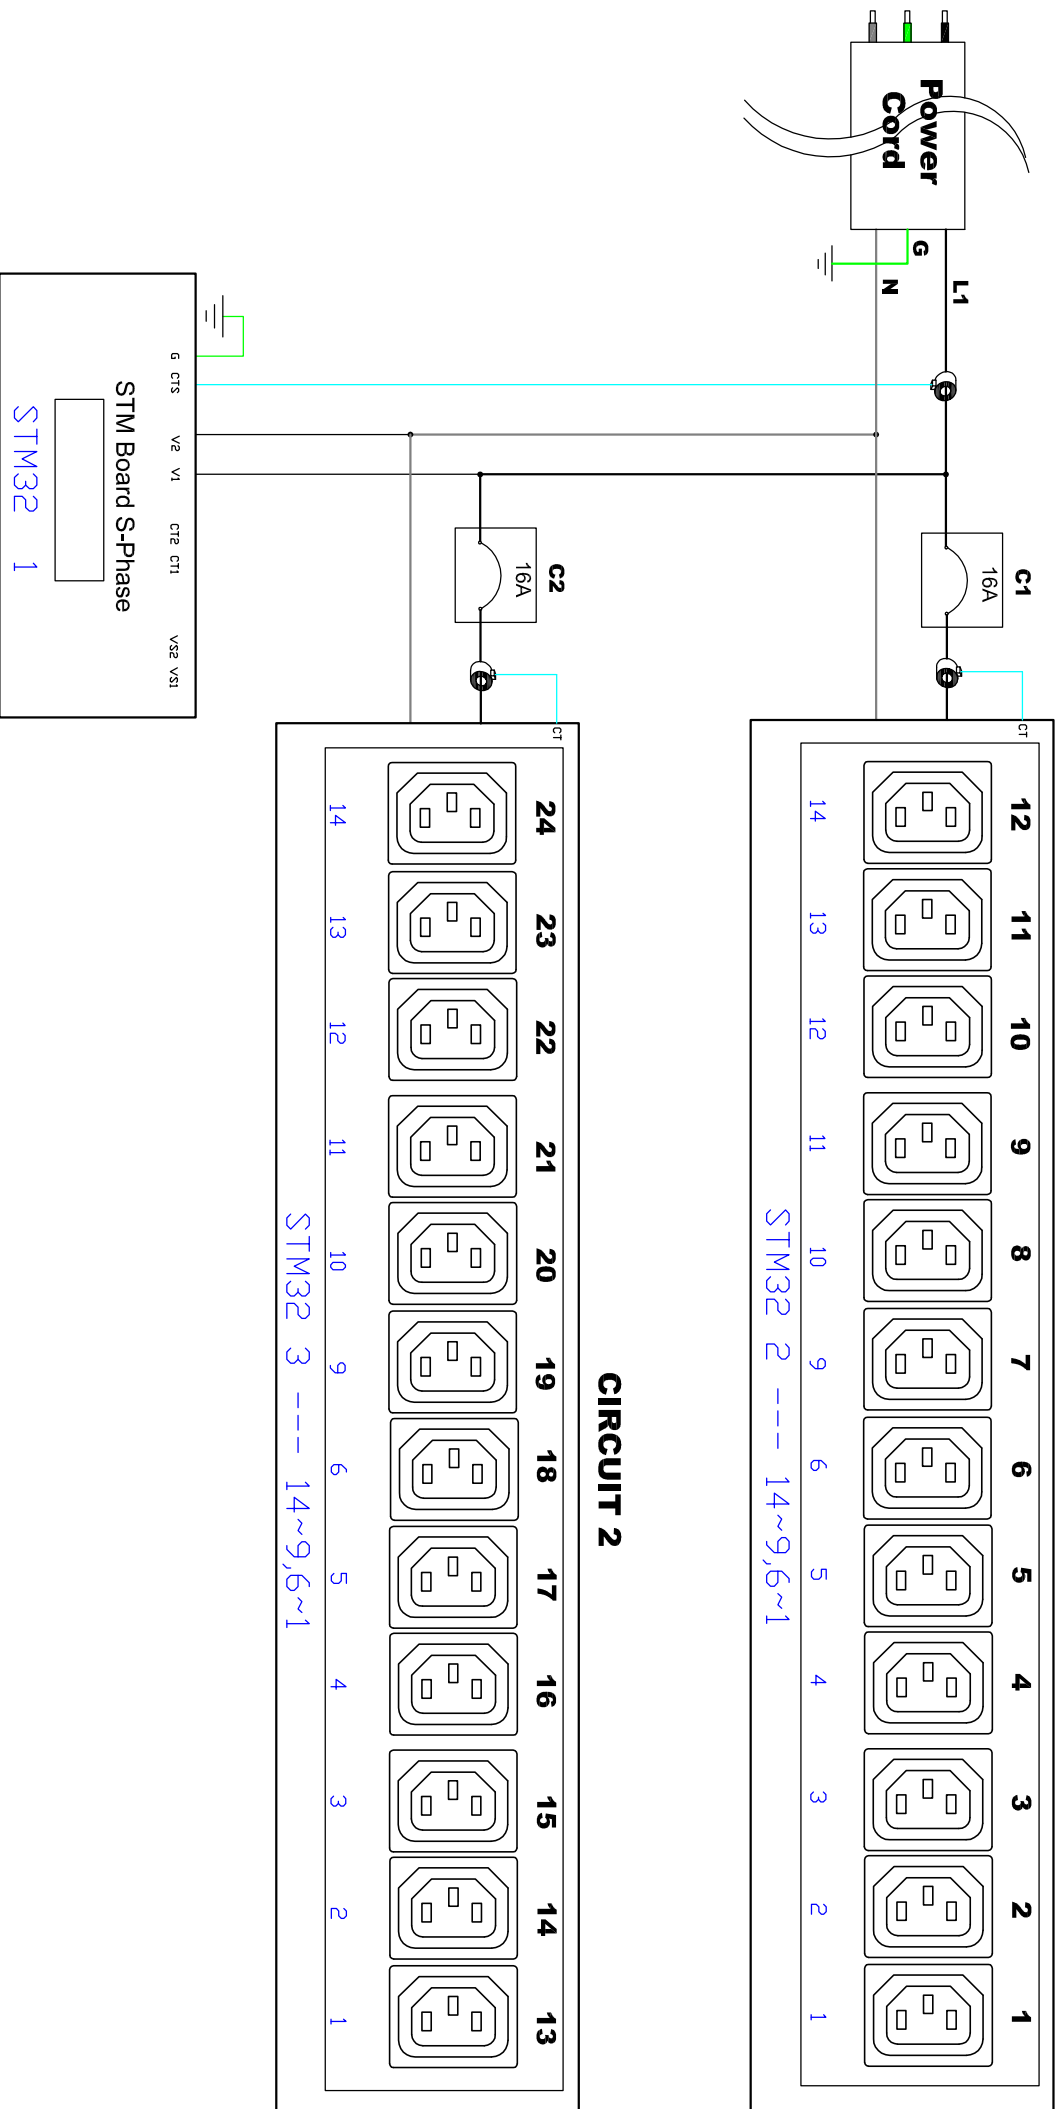 Power
Cord
L1
G
N
C1
16A
CT
12 11 10 9 8 7 6 5 4 3 2 1
14 13 12 11 10 9 6 5 4 3 2 1
STM32 2 --- 14~9,6~1
CIRCUIT 2
C2
16A
CT
24 23 22 21 20 19 18 17 16 15 14 13
14 13 12 11 10 9 6 5 4 3 2 1
STM32 3 --- 14~9,6~1
G CTS V2 V1 CT2 CT1 VS2 VS1
STM Board S-Phase
STM32 1